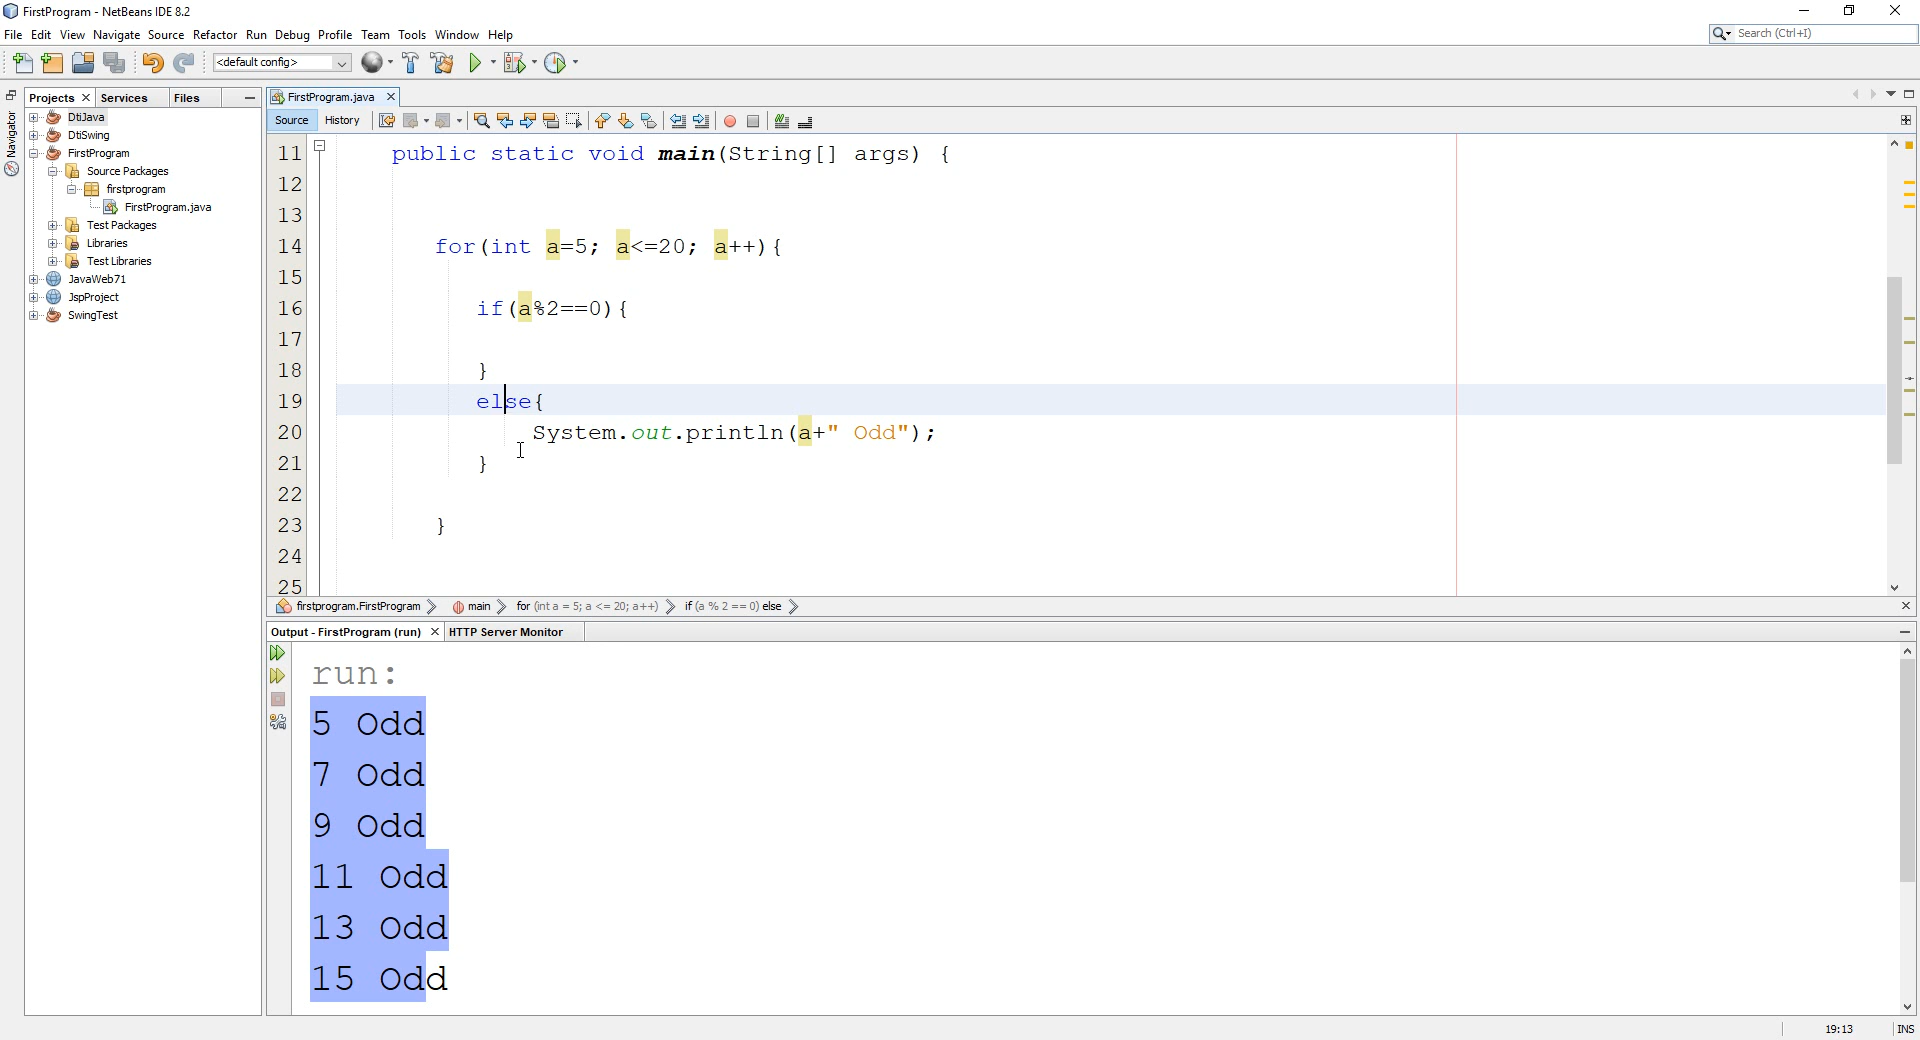 FirstProgram - NetBeans IDE 8.2
File Edit View Navigate Source Refactor Run Debug Profile Team Tools Window Help
Search (Ctrl+I)
<default config>
Projects Services Files
FirstProgram.java
Navigator
Source History
DtiJava
DtiSwing
FirstProgram
Source Packages
firstprogram
FirstProgram.java
Test Packages
Libraries
Test Libraries
JavaWeb71
JspProject
SwingTest
11 public static void main(String[] args) {
12
13
14 for(int a=5; a<=20; a++){
15
16 if(a%2==0){
17
18 }
19 else{
20 System.out.println(a+" Odd");
21 }
22
23 }
24
25
firstprogram.FirstProgram main for (int a = 5; a <= 20; a++) if (a % 2 == 0) else
Output - FirstProgram (run) HTTP Server Monitor
run:
5 Odd
7 Odd
9 Odd
11 Odd
13 Odd
15 Odd
19:13 INS